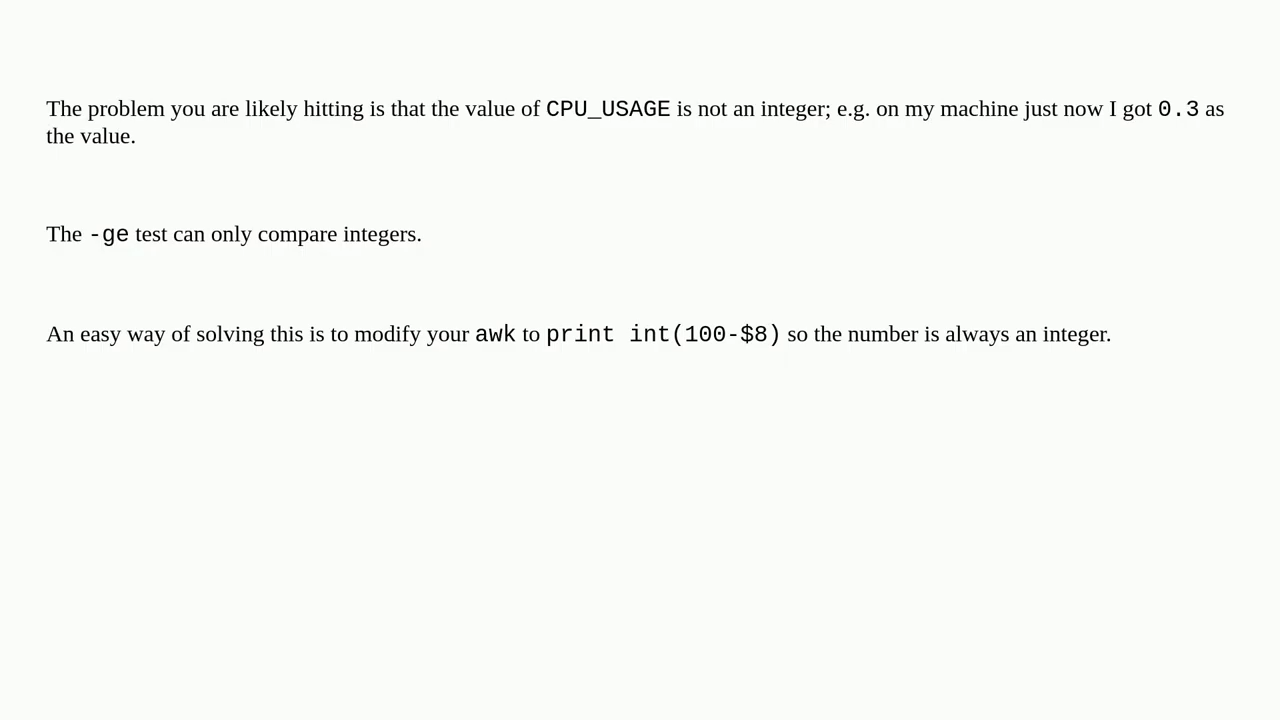 The problem you are likely hitting is that the value of CPU_USAGE is not an integer; e.g. on my machine just now I got 0.3 as
the value.
The -ge test can only compare integers.
An easy way of solving this is to modify your awk to print int(100-$8) so the number is always an integer.